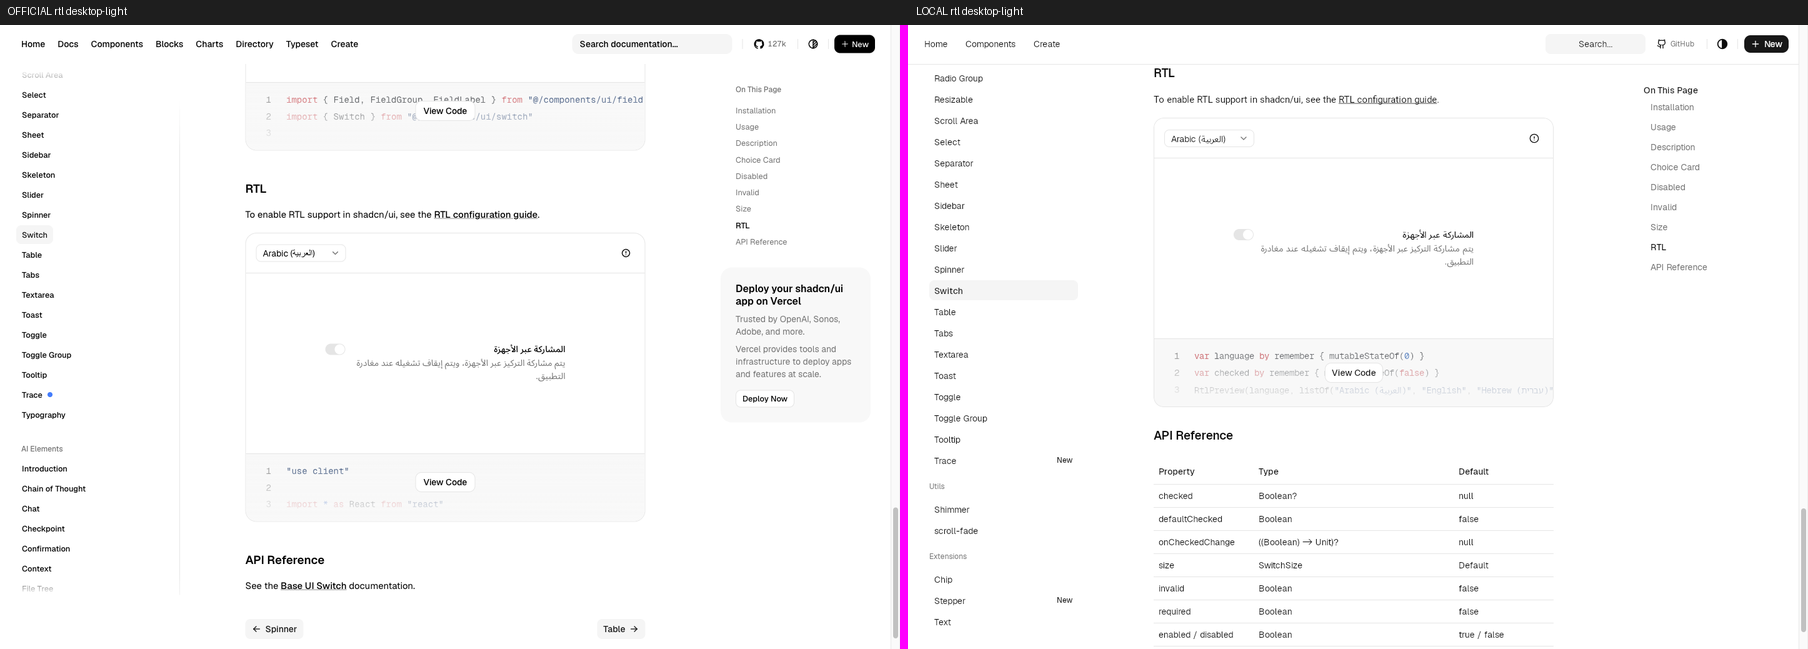 OFFICIAL rtl desktop-light
Home Docs Components Blocks Charts Directory Typeset Create
Search documentation...
127k
New
Scroll Area
Select
Separator
Sheet
Sidebar
Skeleton
Slider
Spinner
Switch
Table
Tabs
Textarea
Toast
Toggle
Toggle Group
Tooltip
Trace
Typography
AI Elements
Introduction
Chain of Thought
Chat
Checkpoint
Confirmation
Context
File Tree
1 import { Field, FieldGroup, FieldLabel } from "@/components/ui/field
2 import { Switch } from "@ /ui/switch"
3
View Code
RTL
To enable RTL support in shadcn/ui, see the RTL configuration guide.
Arabic (العربية)
المشاركة عبر الأجهزة
يتم مشاركة التركيز عبر الأجهزة، ويتم إيقاف تشغيله عند مغادرة
التطبيق.
1 "use client"
2
3 import * as React from "react"
View Code
API Reference
See the Base UI Switch documentation.
← Spinner
Table →
On This Page
Installation
Usage
Description
Choice Card
Disabled
Invalid
Size
RTL
API Reference
Deploy your shadcn/ui
app on Vercel
Trusted by OpenAI, Sonos,
Adobe, and more.
Vercel provides tools and
infrastructure to deploy apps
and features at scale.
Deploy Now
LOCAL rtl desktop-light
Home Components Create
Search...
GitHub
New
Radio Group
Resizable
Scroll Area
Select
Separator
Sheet
Sidebar
Skeleton
Slider
Spinner
Switch
Table
Tabs
Textarea
Toast
Toggle
Toggle Group
Tooltip
Trace New
Utils
Shimmer
scroll-fade
Extensions
Chip
Stepper New
Text
RTL
To enable RTL support in shadcn/ui, see the RTL configuration guide.
Arabic (العربية)
المشاركة عبر الأجهزة
يتم مشاركة التركيز عبر الأجهزة، ويتم إيقاف تشغيله عند مغادرة
التطبيق.
1 var language by remember { mutableStateOf(0) }
2 var checked by remember { Of(false) }
3 RtlPreview(language, listOf("Arabic (العربية)", "English", "Hebrew (עברית)"
View Code
API Reference
Property Type Default
checked Boolean? null
defaultChecked Boolean false
onCheckedChange ((Boolean) -> Unit)? null
size SwitchSize Default
invalid Boolean false
required Boolean false
enabled / disabled Boolean true / false
On This Page
Installation
Usage
Description
Choice Card
Disabled
Invalid
Size
RTL
API Reference